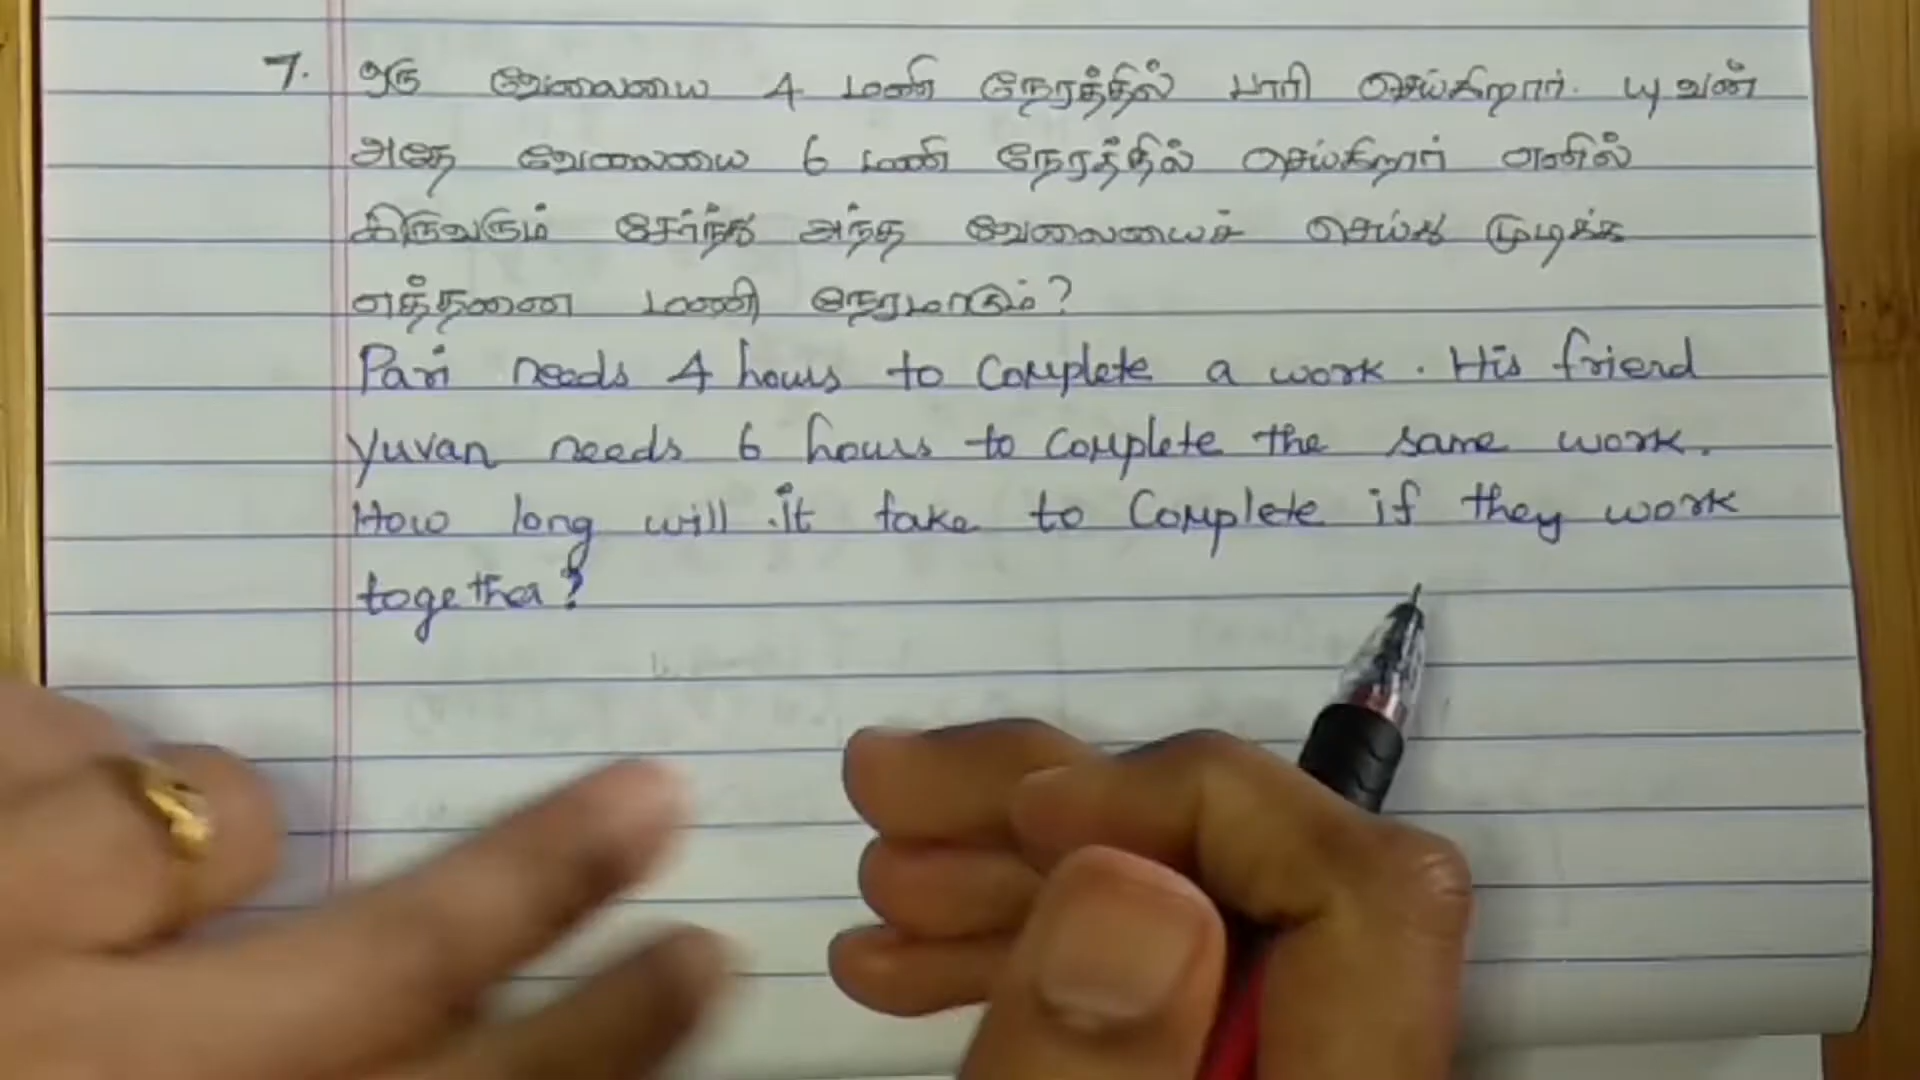 7. ஒரு வேலையை 4 மணி நேரத்தில் பாரி செய்கிறார். யுவன்
அதே வேலையை 6 மணி நேரத்தில் செய்கிறார் எனில்
இருவரும் சேர்ந்து அந்த வேலையைச் செய்து முடிக்க
எத்தனை மணி நேரமாகும்?
Pari needs 4 hours to complete a work. His friend
Yuvan needs 6 hours to complete the same work.
How long will it take to complete if they work
together?